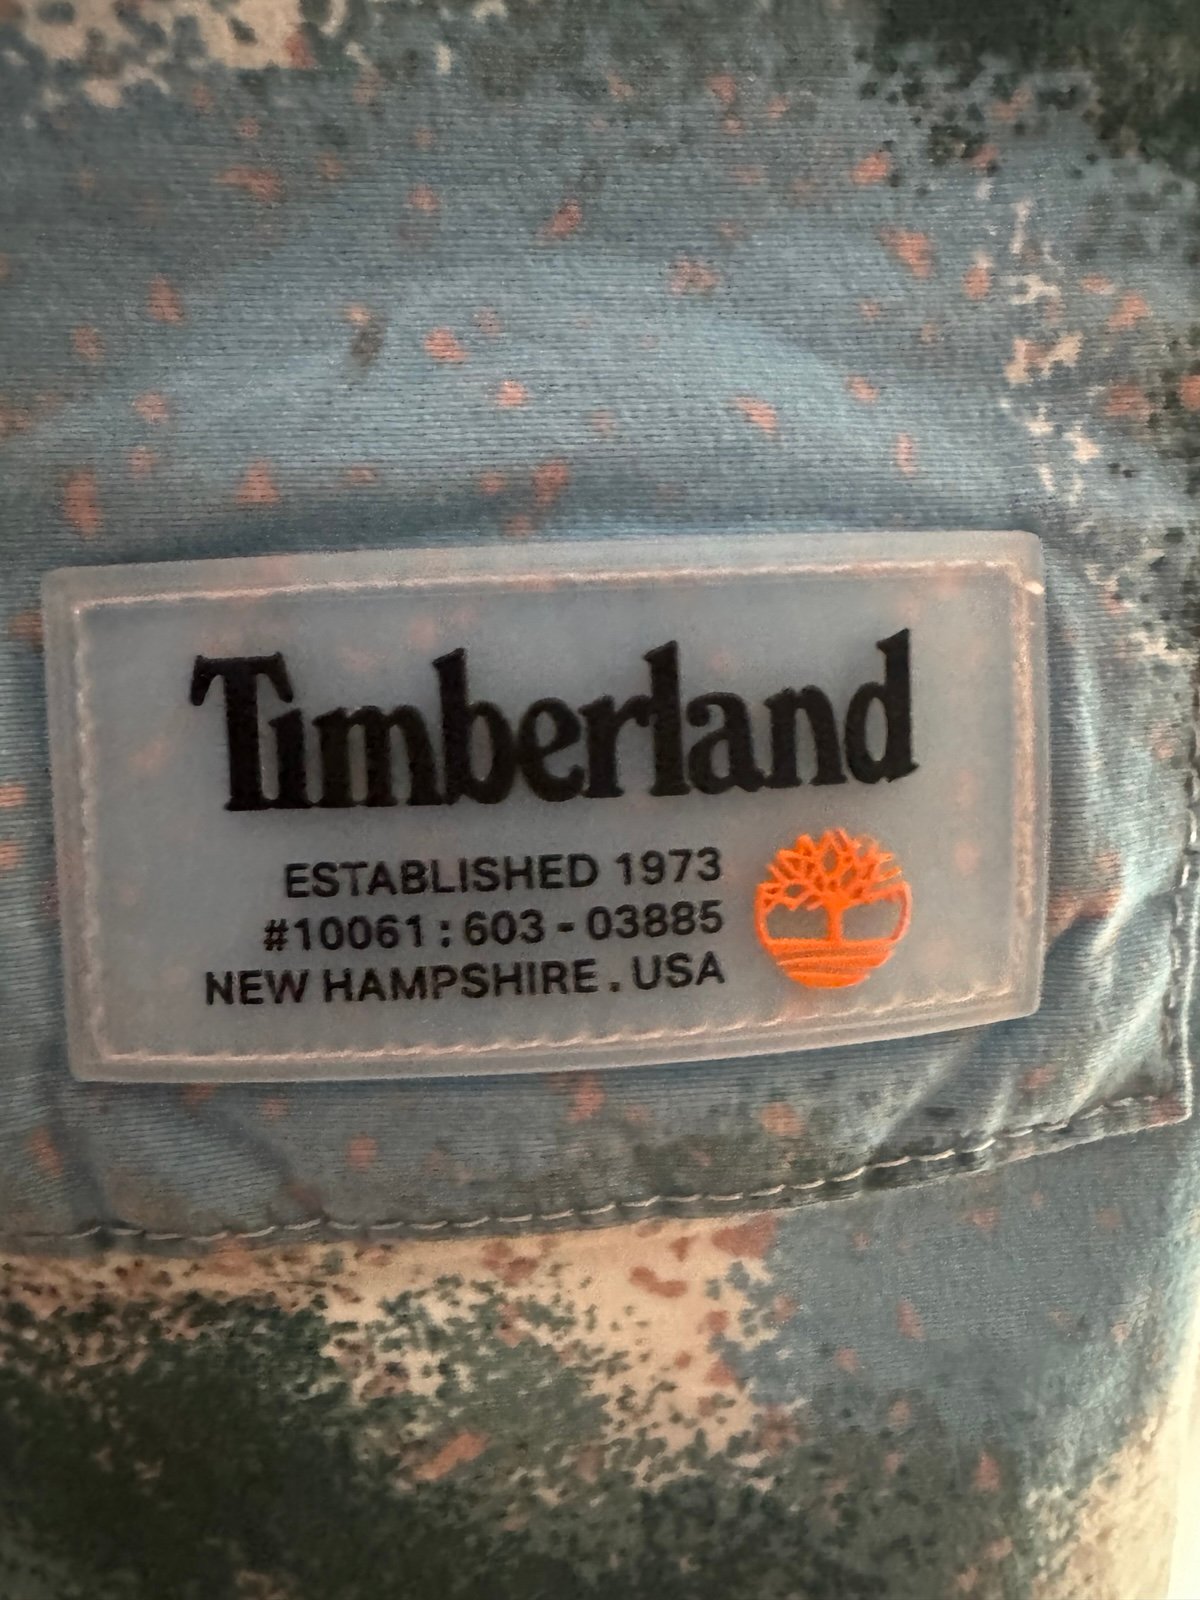 Timberland
ESTABLISHED 1973
#10061 : 603 - 03885
NEW HAMPSHIRE . USA